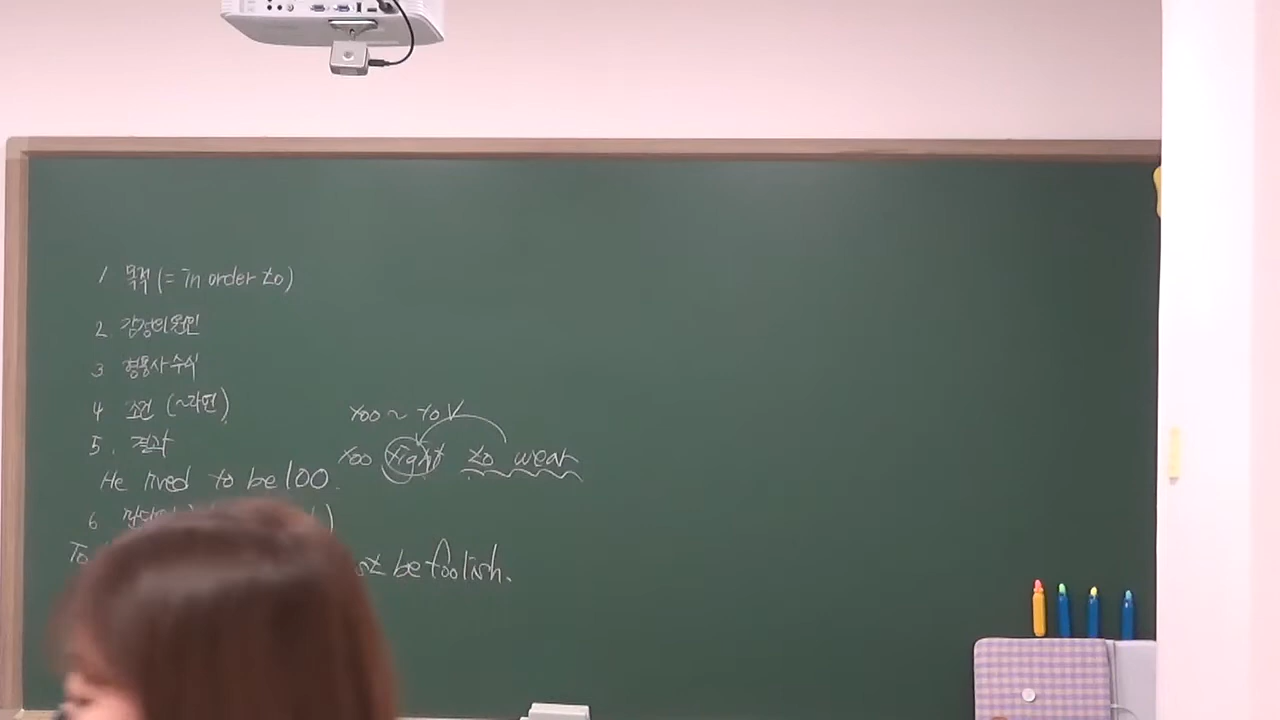 1 목적 (= in order to)
2. 감정의 원인
3 형용사 수식
4 조건 (~라면)
5. 결과
He lived to be 100.
6
To
be foolish.
too ~ to V
too tight to wear